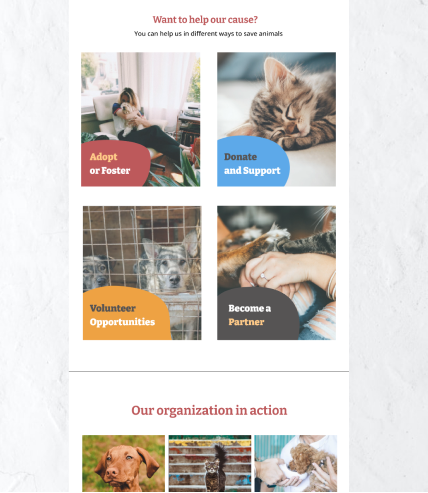 Want to help our cause?
You can help us in different ways to save animals
Adopt
or Foster
Donate
and Support
Volunteer
Opportunities
Become a
Partner
Our organization in action